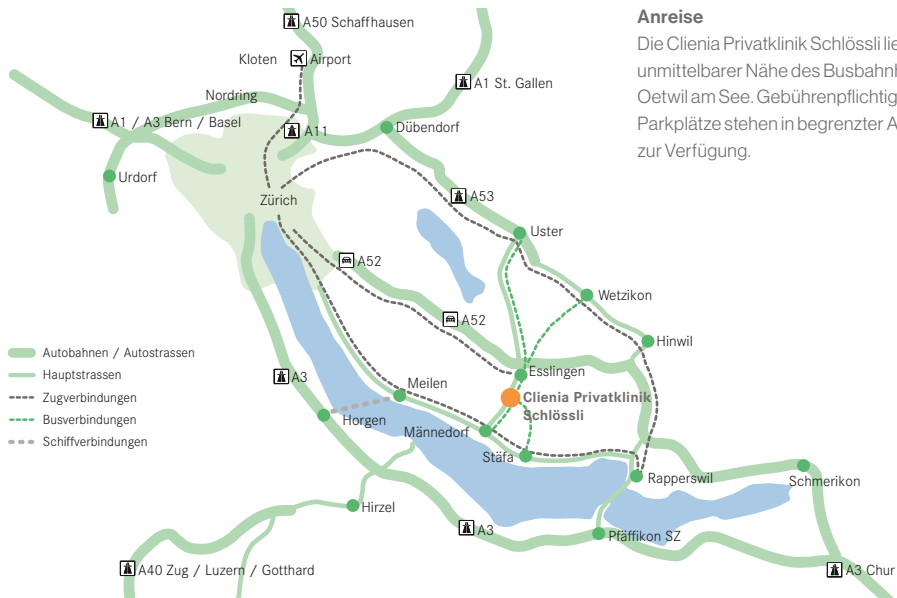 A50 Schaffhausen
Anreise
Die Clienia Privatklinik Schlössli lie
unmittelbarer Nähe des Busbahnh
Oetwil am See. Gebührenpflichtig
Parkplätze stehen in begrenzter A
zur Verfügung.
Kloten Airport
A1 St. Gallen
Nordring
A1 / A3 Bern / Basel
A11
Dübendorf
Urdorf
Zürich
A53
Uster
A52
Wetzikon
A52
Hinwil
Autobahnen / Autostrassen
Hauptstrassen
Zugverbindungen
Busverbindungen
Schiffverbindungen
A3
Esslingen
Meilen
Clienia Privatklinik
Schlössli
Horgen
Männedorf
Stäfa
Rapperswil
Schmerikon
Hirzel
A3
Pfäffikon SZ
A40 Zug / Luzern / Gotthard
A3 Chur